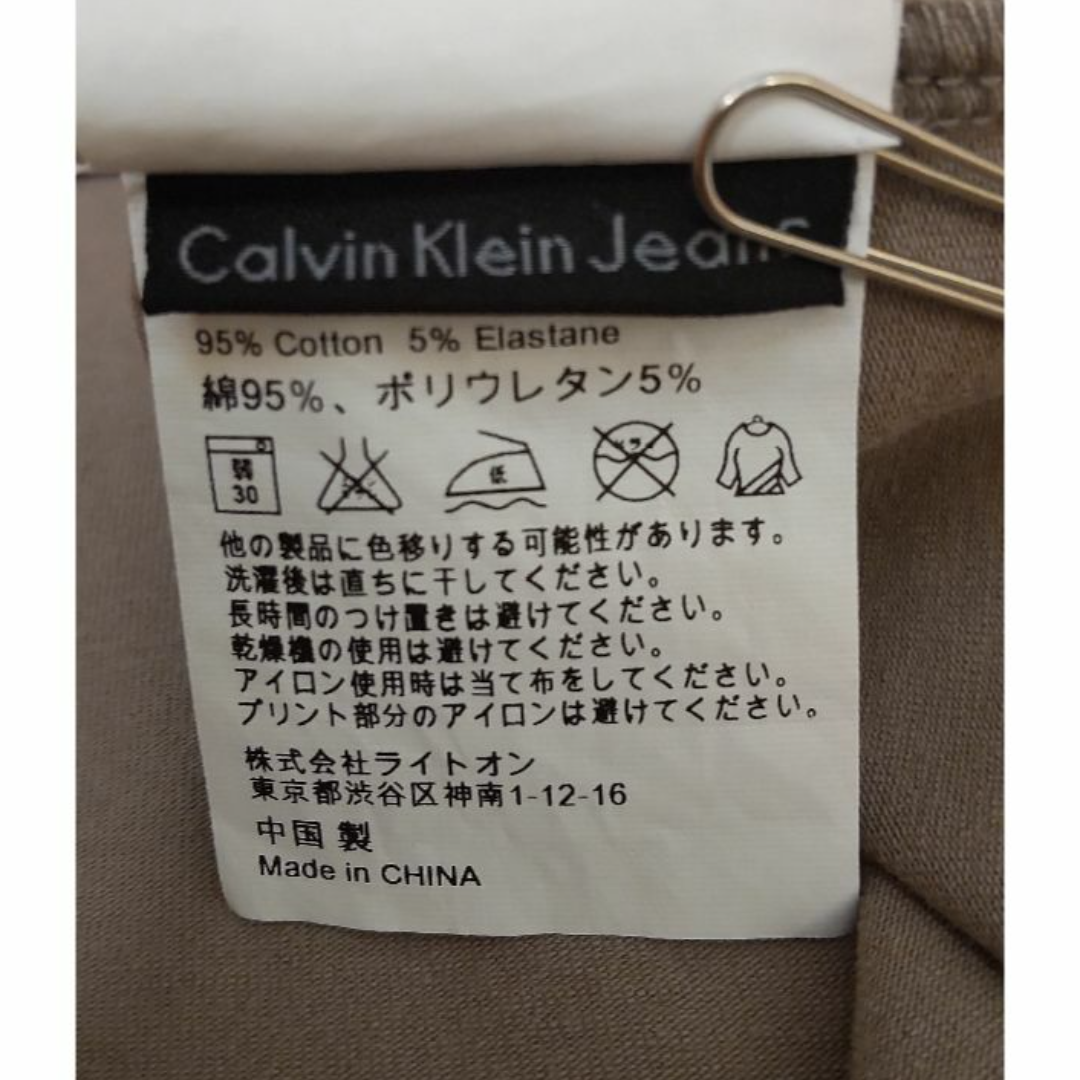 Calvin Klein Jeans
95% Cotton 5% Elastane
綿95%、ポリウレタン5%
弱 30 低
他の製品に色移りする可能性があります。
洗濯後は直ちに干してください。
長時間のつけ置きは避けてください。
乾燥機の使用は避けてください。
アイロン使用時は当て布をしてください。
プリント部分のアイロンは避けてください。
株式会社ライトオン
東京都渋谷区神南1-12-16
中国製
Made in CHINA